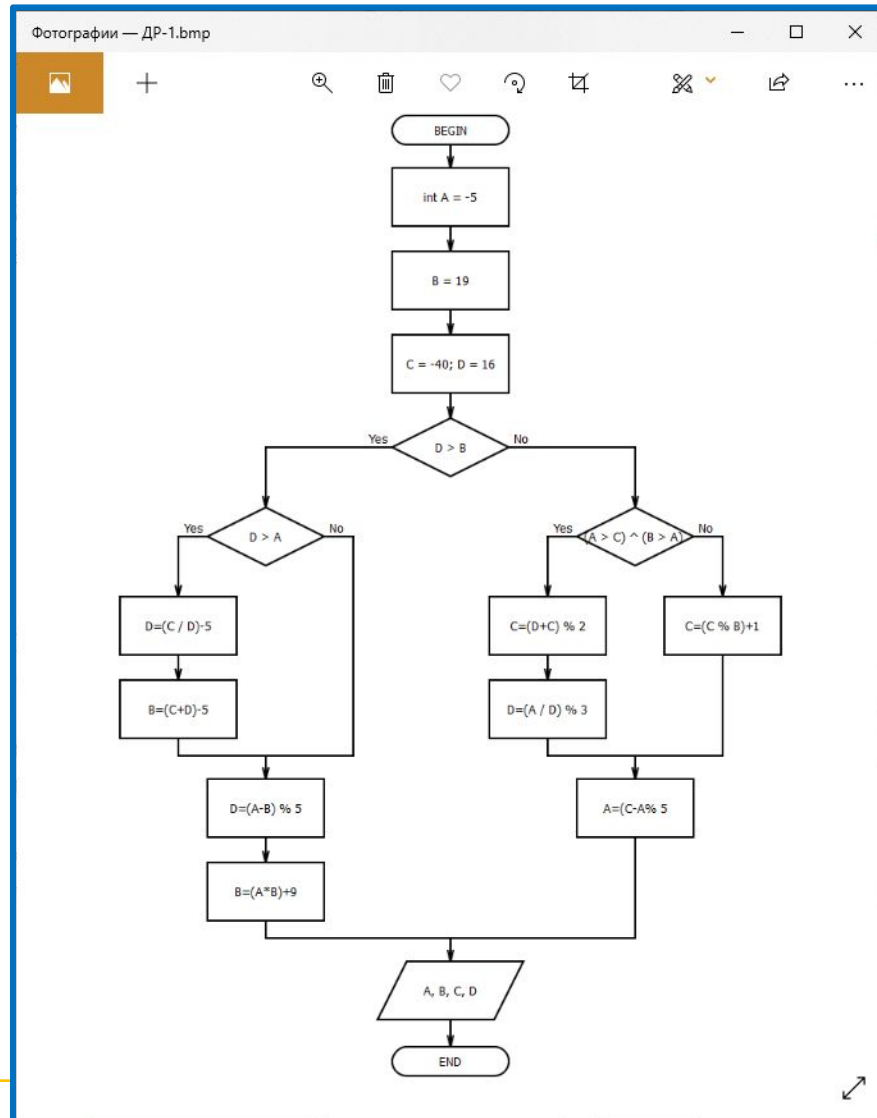 Фотографии — ДР-1.bmp
BEGIN
int A = -5
B = 19
C = -40; D = 16
Yes
D > B
No
Yes
D > A
No
Yes
(A > C) ^ (B > A)
No
D=(C / D)-5
C=(D+C) % 2
C=(C % B)+1
B=(C+D)-5
D=(A / D) % 3
D=(A-B) % 5
A=(C-A% 5
B=(A*B)+9
A, B, C, D
END